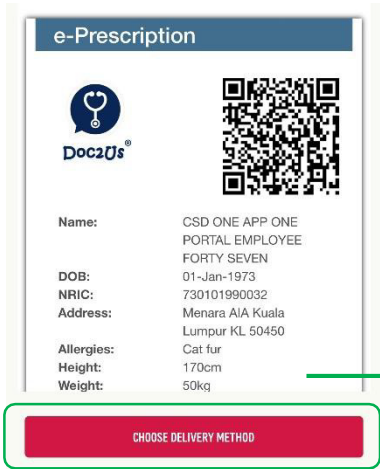 e-Prescription
Doc2Us®
Name: CSD ONE APP ONE
PORTAL EMPLOYEE
FORTY SEVEN
DOB: 01-Jan-1973
NRIC: 730101990032
Address: Menara AIA Kuala
Lumpur KL 50450
Allergies: Cat fur
Height: 170cm
Weight: 50kg
CHOOSE DELIVERY METHOD